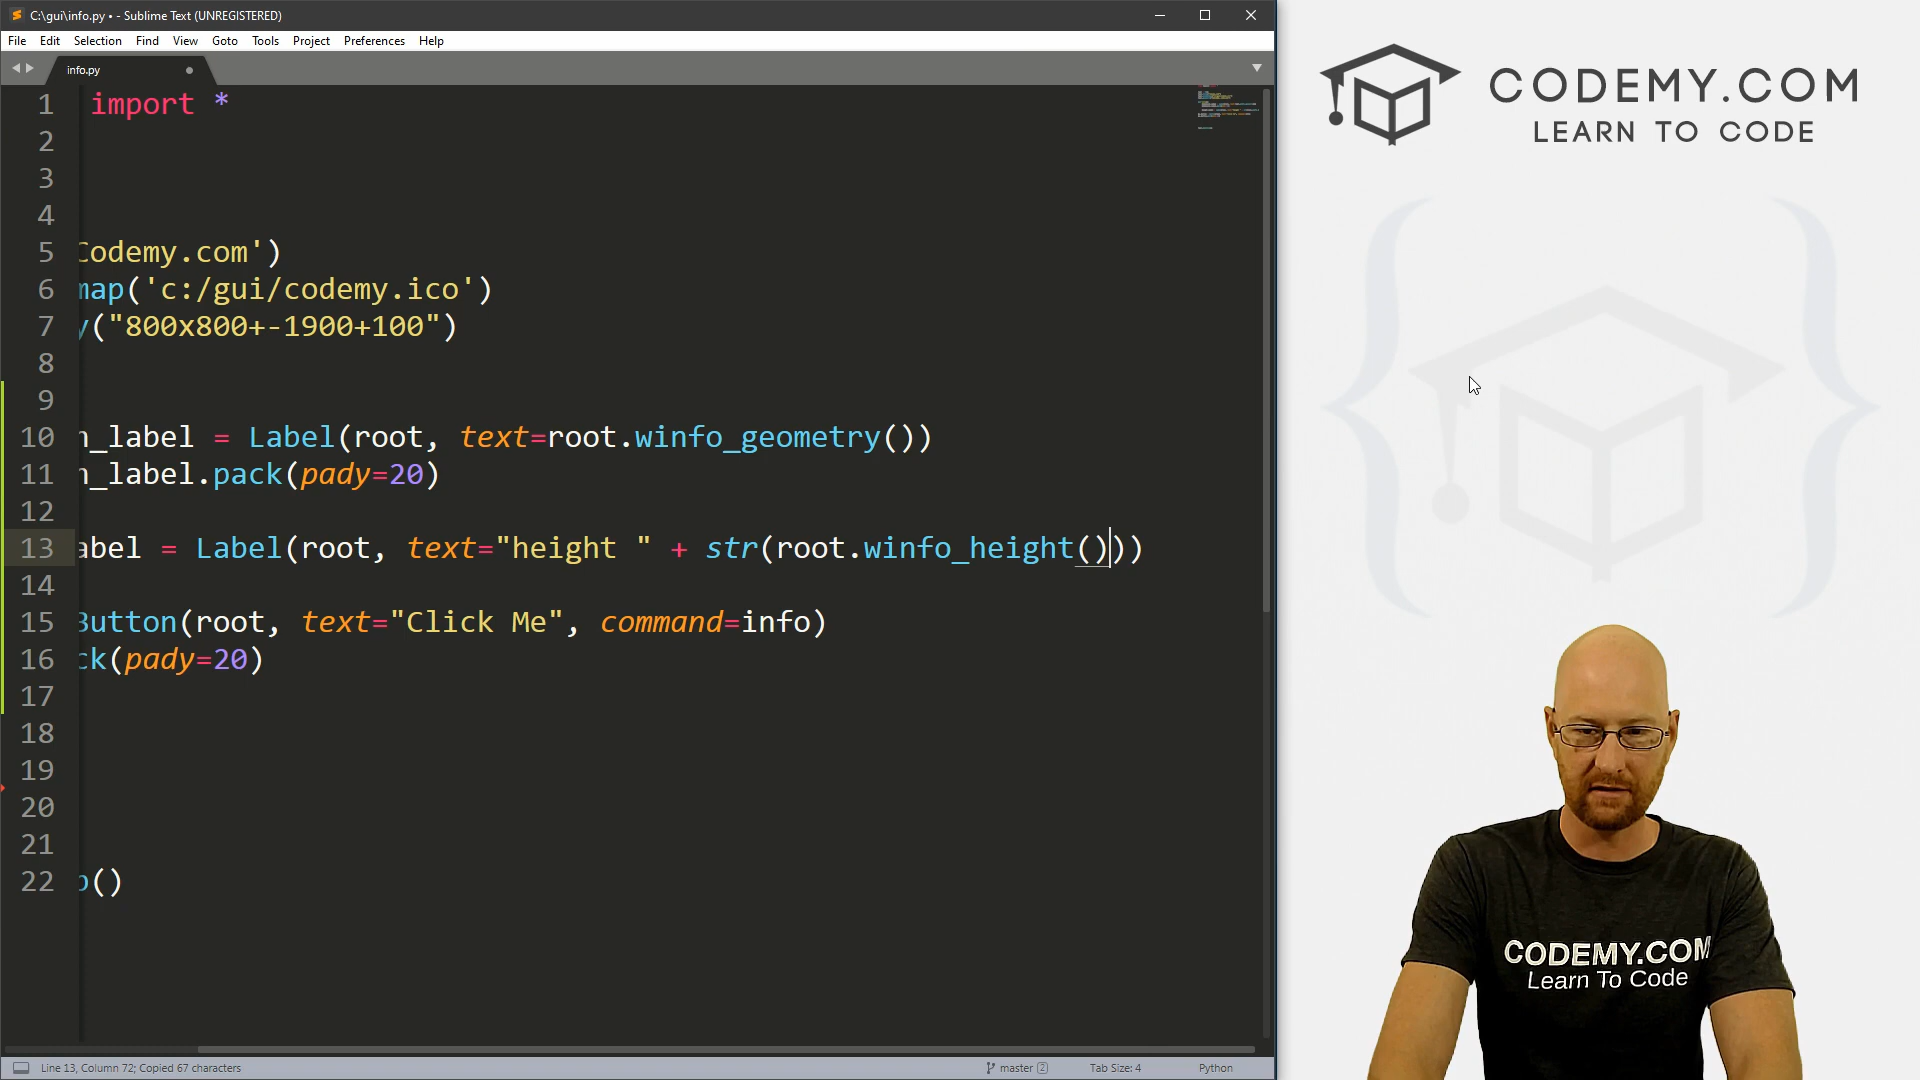 C:\gui\info.py • - Sublime Text (UNREGISTERED)
File Edit Selection Find View Goto Tools Project Preferences Help
info.py
1 import *
2
3
4
5 Codemy.com')
6 map('c:/gui/codemy.ico')
7 y("800x800+-1900+100")
8
9
10 n_label = Label(root, text=root.winfo_geometry())
11 n_label.pack(pady=20)
12
13 abel = Label(root, text="height " + str(root.winfo_height()))
14
15 Button(root, text="Click Me", command=info)
16 ck(pady=20)
17
18
19
20
21
22 p()
Line 13, Column 72; Copied 67 characters
master 2
Tab Size: 4
Python
CODEMY.COM
LEARN TO CODE
CODEMY.COM
Learn To Code